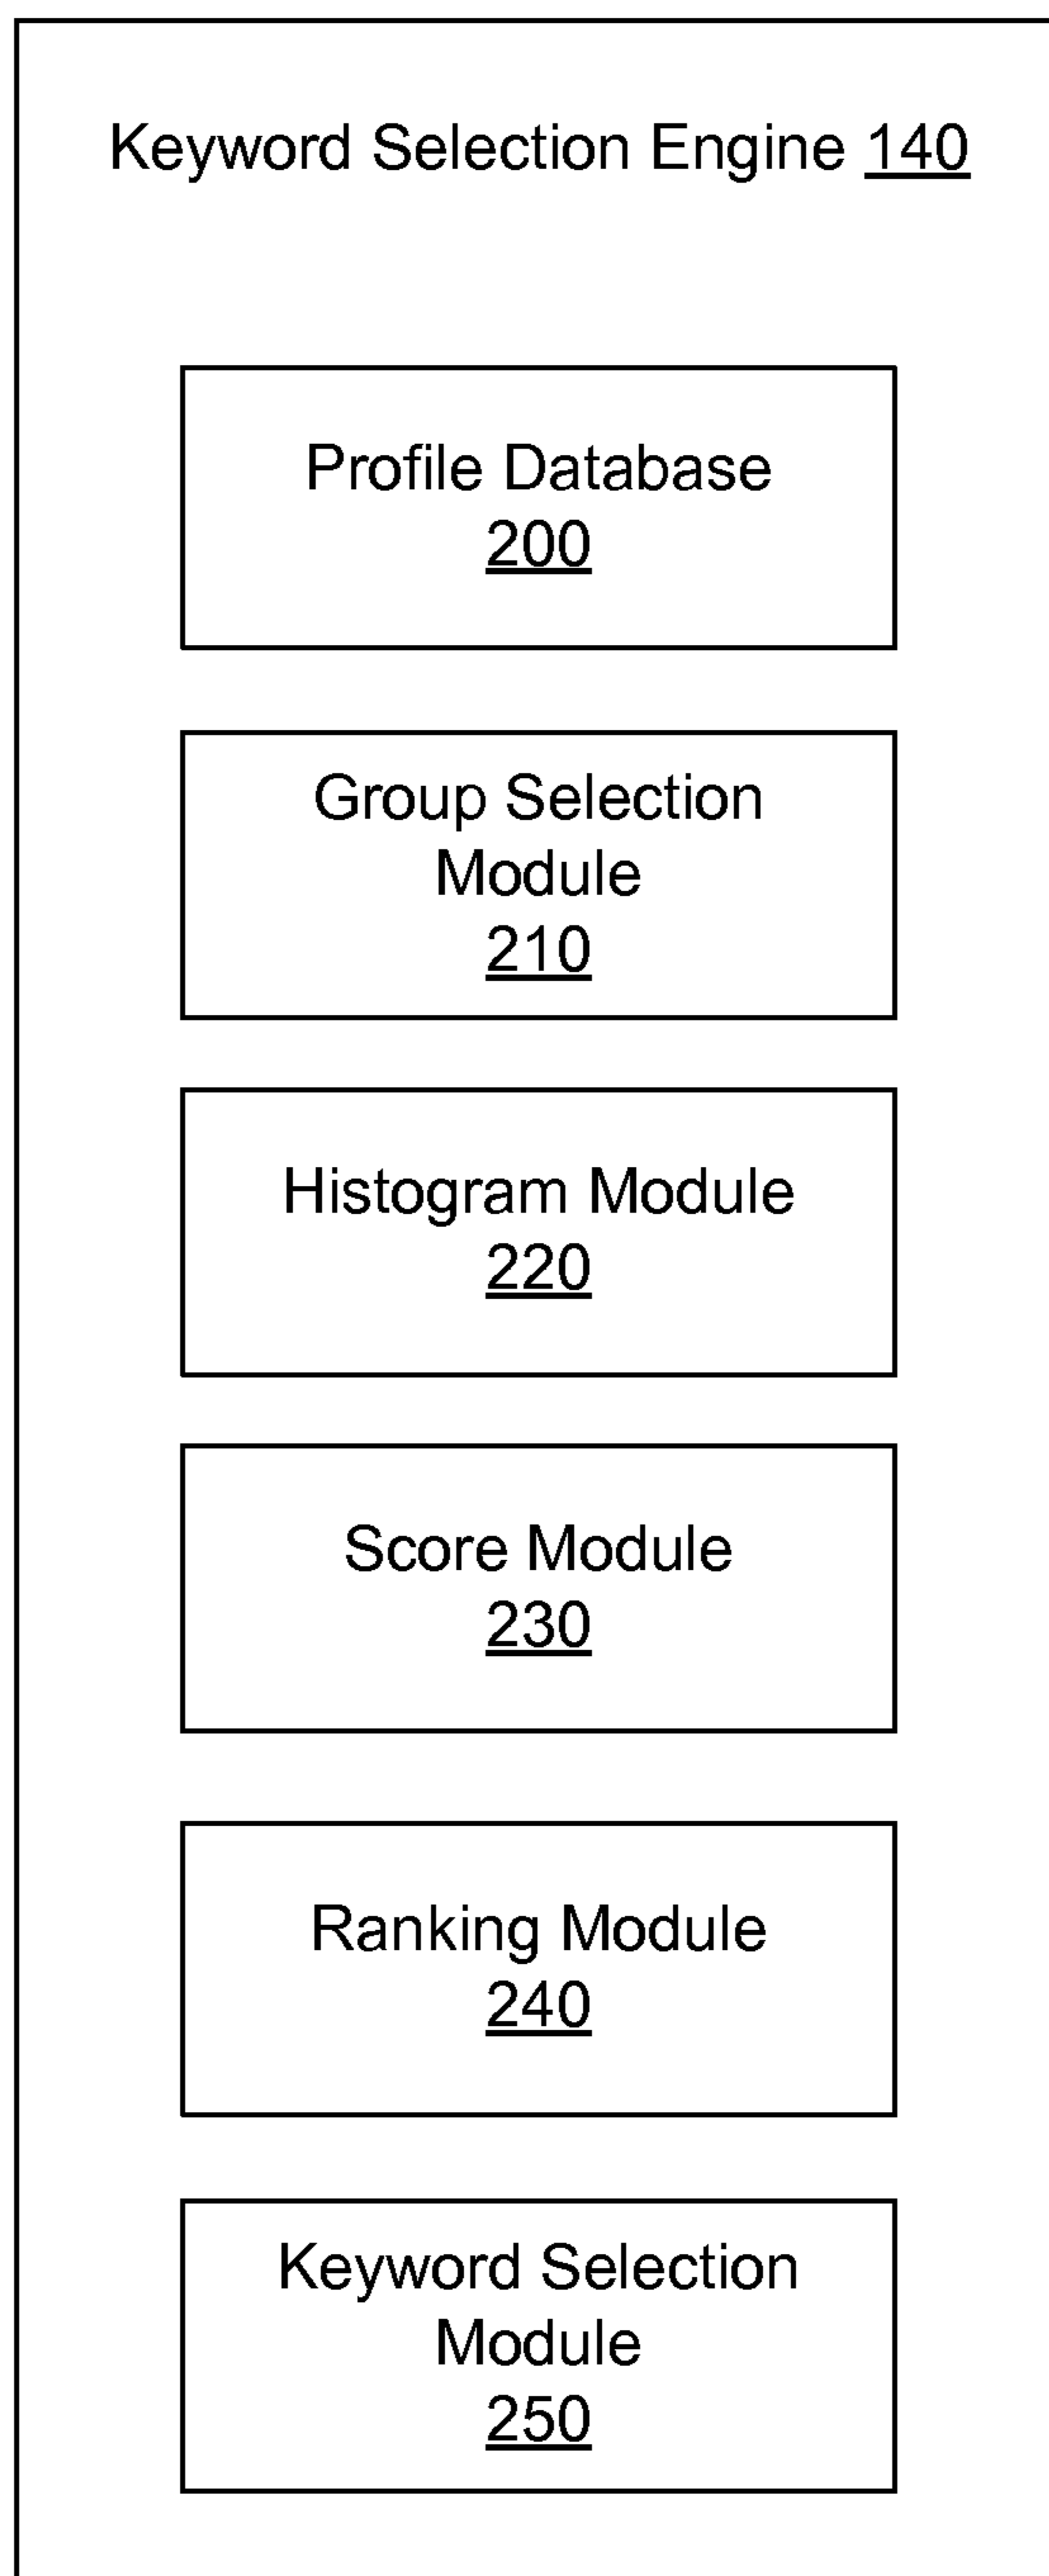 Keyword Selection Engine 140
Profile Database
200
Group Selection
Module
210
Histogram Module
220
Score Module
230
Ranking Module
240
Keyword Selection
Module
250